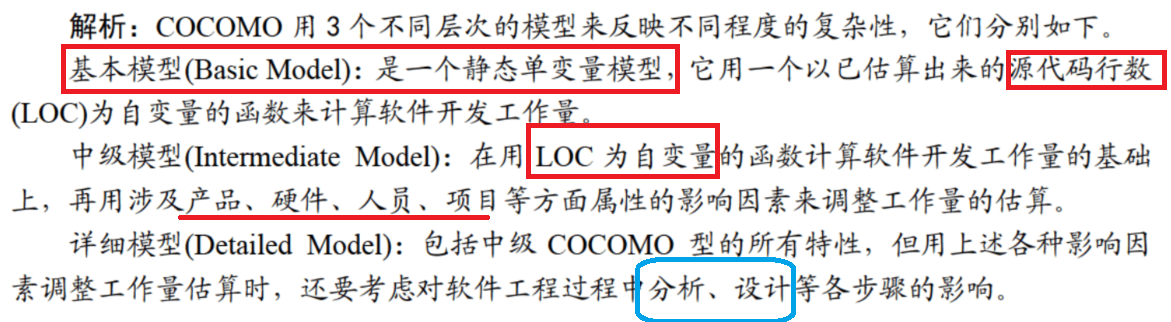 解析：COCOMO 用 3 个不同层次的模型来反映不同程度的复杂性，它们分别如下。
基本模型(Basic Model)：是一个静态单变量模型，它用一个以已估算出来的源代码行数
(LOC)为自变量的函数来计算软件开发工作量。
中级模型(Intermediate Model)：在用 LOC 为自变量的函数计算软件开发工作量的基础
上，再用涉及产品、硬件、人员、项目等方面属性的影响因素来调整工作量的估算。
详细模型(Detailed Model)：包括中级 COCOMO 型的所有特性，但用上述各种影响因
素调整工作量估算时，还要考虑对软件工程过程中分析、设计等各步骤的影响。